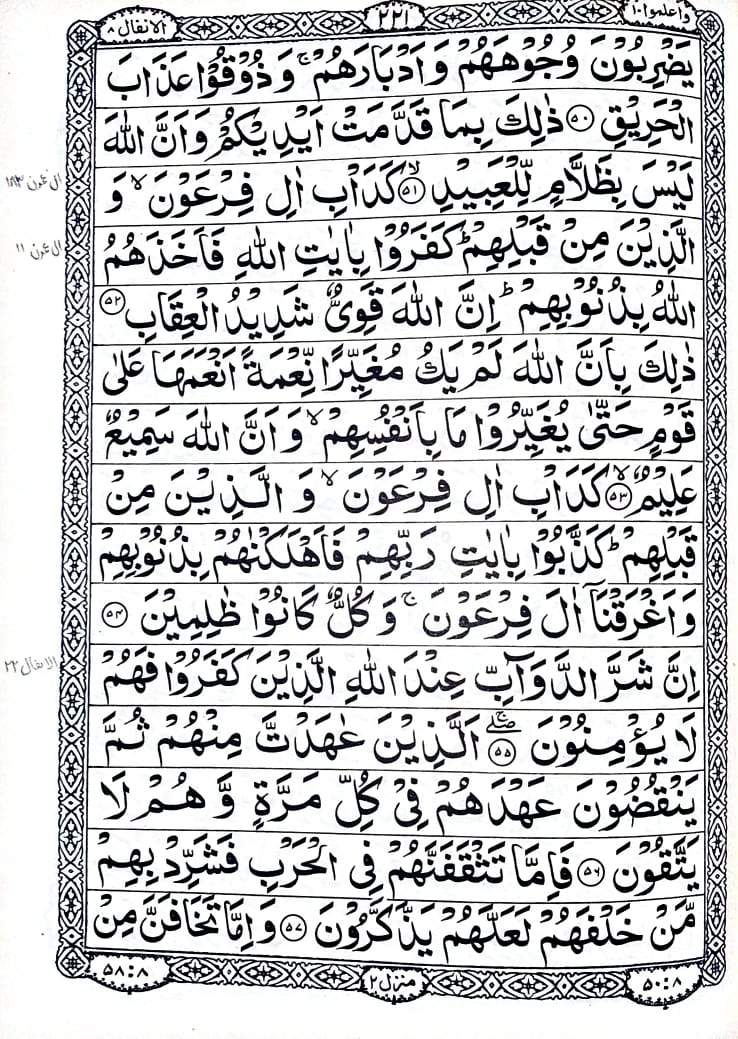 واعلموا ١٠
٢٢١
الانفال ٨
يَضْرِبُوْنَ وُجُوْهَهُمْ وَ اَدْبَارَهُمْ ۚ وَ ذُوْقُوْا عَذَابَ
الْحَرِيْقِ ۝٥٠ ذٰلِكَ بِمَا قَدَّمَتْ اَيْدِيْكُمْ وَ اَنَّ اللّٰهَ
لَيْسَ بِظَلَّامٍ لِّلْعَبِيْدِ ۝٥١ۙ كَدَاْبِ اٰلِ فِرْعَوْنَ ۙ وَ
الَّذِيْنَ مِنْ قَبْلِهِمْ ؕ كَفَرُوْا بِاٰيٰتِ اللّٰهِ فَاَخَذَهُمُ
اللّٰهُ بِذُنُوْبِهِمْ ؕ اِنَّ اللّٰهَ قَوِيٌّ شَدِيْدُ الْعِقَابِ ۝٥٢
ذٰلِكَ بِاَنَّ اللّٰهَ لَمْ يَكُ مُغَيِّرًا نِّعْمَةً اَنْعَمَهَا عَلٰى
قَوْمٍ حَتّٰى يُغَيِّرُوْا مَا بِاَنْفُسِهِمْ ۙ وَ اَنَّ اللّٰهَ سَمِيْعٌ
عَلِيْمٌ ۝٥٣ۙ كَدَاْبِ اٰلِ فِرْعَوْنَ ۙ وَ الَّذِيْنَ مِنْ
قَبْلِهِمْ ؕ كَذَّبُوْا بِاٰيٰتِ رَبِّهِمْ فَاَهْلَكْنٰهُمْ بِذُنُوْبِهِمْ
وَ اَغْرَقْنَاۤ اٰلَ فِرْعَوْنَ ۚ وَ كُلٌّ كَانُوْا ظٰلِمِيْنَ ۝٥٤
اِنَّ شَرَّ الدَّوَآبِّ عِنْدَ اللّٰهِ الَّذِيْنَ كَفَرُوْا فَهُمْ
لَا يُؤْمِنُوْنَ ۝٥٥ۖۚ اَلَّذِيْنَ عٰهَدْتَّ مِنْهُمْ ثُمَّ
يَنْقُضُوْنَ عَهْدَهُمْ فِيْ كُلِّ مَرَّةٍ وَّ هُمْ لَا
يَتَّقُوْنَ ۝٥٦ فَاِمَّا تَثْقَفَنَّهُمْ فِي الْحَرْبِ فَشَرِّدْ بِهِمْ
مَّنْ خَلْفَهُمْ لَعَلَّهُمْ يَذَّكَّرُوْنَ ۝٥٧ وَ اِمَّا تَخَافَنَّ مِنْ
ال عمرٰن ١٨٢
ال عمرٰن ١١
الانفال ٢٢
٨:٥٠
منزل ٢
٨:٥٨